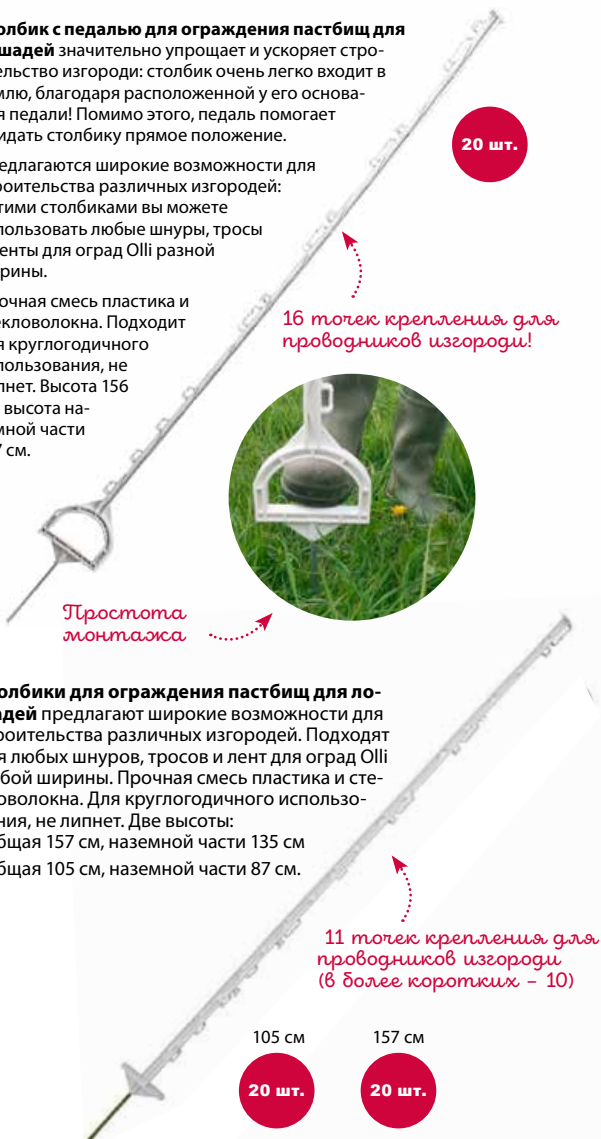 олбик с педалью для ограждения пастбищ для
шадей значительно упрощает и ускоряет стро-
ельство изгороди: столбик очень легко входит в
млю, благодаря расположенной у его основа-
я педали! Помимо этого, педаль помогает
идать столбику прямое положение.
20 шт.
едлагаются широкие возможности для
роительства различных изгородей:
тими столбиками вы можете
пользовать любые шнуры, тросы
енты для оград Olli разной
рины.
очная смесь пластика и
екловолокна. Подходит
я круглогодичного
пользования, не
пнет. Высота 156
, высота на-
мной части
7 см.
16 точек крепления для
проводников изгороди!
Простота
монтажа
олбики для ограждения пастбищ для ло-
адей предлагают широкие возможности для
роительства различных изгородей. Подходят
я любых шнуров, тросов и лент для оград Olli
бой ширины. Прочная смесь пластика и сте-
оволокна. Для круглогодичного использо-
ния, не липнет. Две высоты:
бщая 157 см, наземной части 135 см
бщая 105 см, наземной части 87 см.
11 точек крепления для
проводников изгороди
(в более коротких – 10)
105 см
157 см
20 шт.
20 шт.